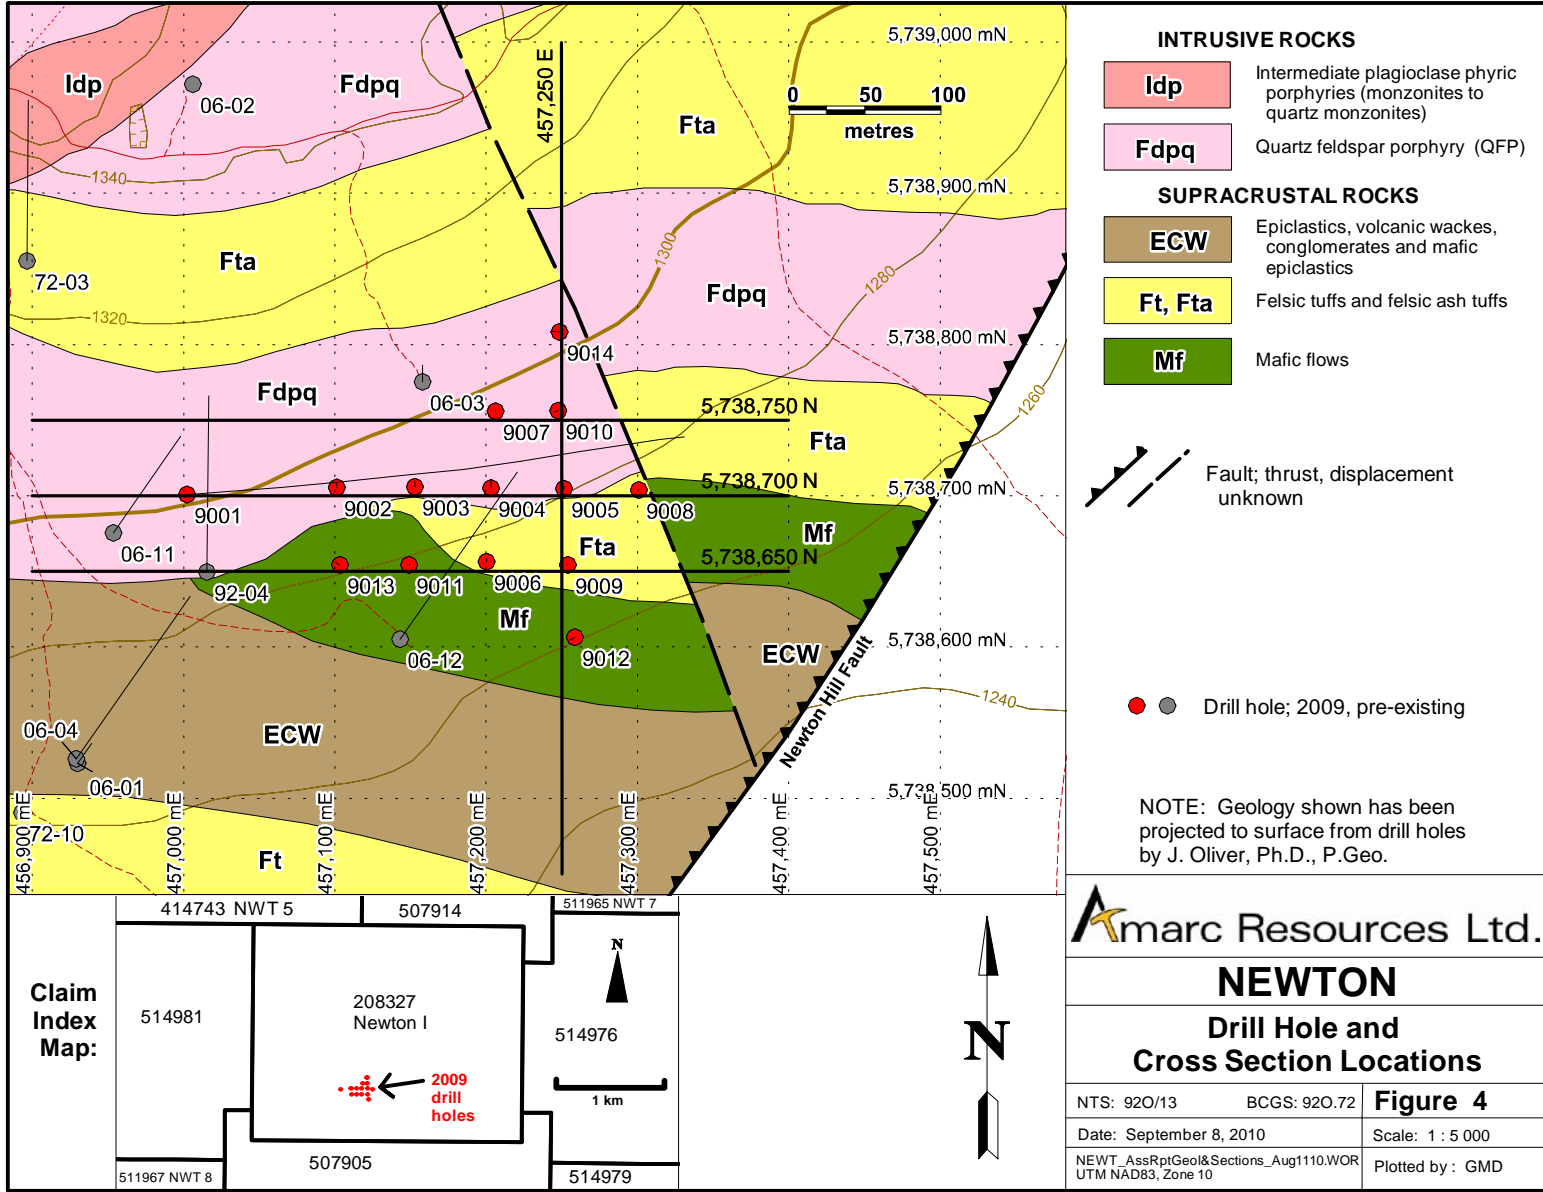 5,739,000 mN
Idp
Fdpq
06-02
457,250 E
0 50 100
metres
Fta
1340
5,738,900 mN
Fta
72-03
1300
1280
Fdpq
1320
5,738,800 mN
9014
Fdpq
06-03
1260
5,738,750 N
9007
9010
Fta
5,738,700 N
5,738,700 mN
9001
9002
9003
9004
9005
9008
Mf
06-11
Fta
5,738,650 N
92-04
9013
9011
9006
9009
Mf
5,738,600 mN
06-12
9012
ECW
Newton Hill Fault
1240
06-04
ECW
06-01
5,738,500 mN
72-10
Ft
456,900 mE
457,000 mE
457,100 mE
457,200 mE
457,300 mE
457,400 mE
457,500 mE
INTRUSIVE ROCKS
Idp
Intermediate plagioclase phyric
porphyries (monzonites to
quartz monzonites)
Fdpq
Quartz feldspar porphyry (QFP)
SUPRACRUSTAL ROCKS
ECW
Epiclastics, volcanic wackes,
conglomerates and mafic
epiclastics
Ft, Fta
Felsic tuffs and felsic ash tuffs
Mf
Mafic flows
Fault; thrust, displacement
unknown
Drill hole; 2009, pre-existing
NOTE: Geology shown has been
projected to surface from drill holes
by J. Oliver, Ph.D., P.Geo.
Claim
Index
Map:
414743 NWT 5
507914
511965 NWT 7
N
514981
208327
Newton I
514976
2009
drill
holes
1 km
507905
511967 NWT 8
514979
N
Amarc Resources Ltd.
NEWTON
Drill Hole and
Cross Section Locations
NTS: 92O/13 BCGS: 92O.72
Figure 4
Date: September 8, 2010
Scale: 1 : 5 000
NEWT_AssRptGeol&Sections_Aug1110.WOR
UTM NAD83, Zone 10
Plotted by : GMD